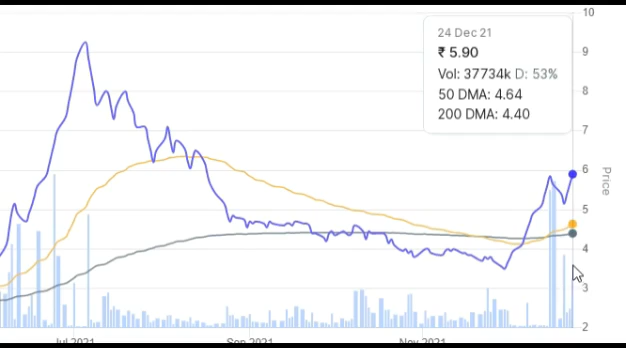 24 Dec 21
₹ 5.90
Vol: 37734k D: 53%
50 DMA: 4.64
200 DMA: 4.40
10
9
8
7
6
5
4
3
2
Price
Jul 2021
Sep 2021
Nov 2021